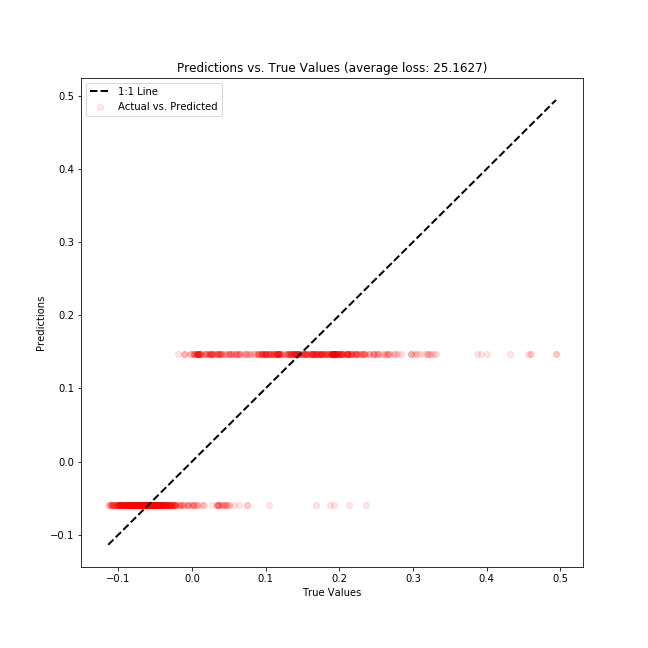 Predictions vs. True Values (average loss: 25.1627)
1:1 Line
Actual vs. Predicted
0.5
0.4
0.3
0.2
0.1
0.0
−0.1
Predictions
−0.1 0.0 0.1 0.2 0.3 0.4 0.5
True Values